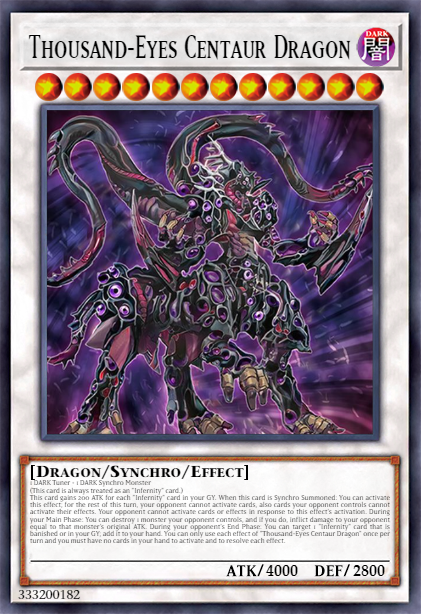 THOUSAND-EYES CENTAUR DRAGON
DARK
闇
[DRAGON/SYNCHRO/EFFECT]
1 DARK Tuner - 1 DARK Synchro Monster
(This card is always treated as an "Infernity" card.)
This card gains 200 ATK for each "Infernity" card in your GY. When this card is Synchro Summoned: You can activate
this effect; for the rest of this turn, your opponent cannot activate cards, also cards your opponent controls cannot
activate their effects. Your opponent cannot activate cards or effects in response to this effect's activation. During
your Main Phase: You can destroy 1 monster your opponent controls, and if you do, inflict damage to your opponent
equal to that monster's original ATK. During your opponent's End Phase: You can target 1 "Infernity" card that is
banished or in your GY; add it to your hand. You can only use each effect of "Thousand-Eyes Centaur Dragon" once per
turn and you must have no cards in your hand to activate and to resolve each effect.
ATK/4000 DEF/2800
333200182